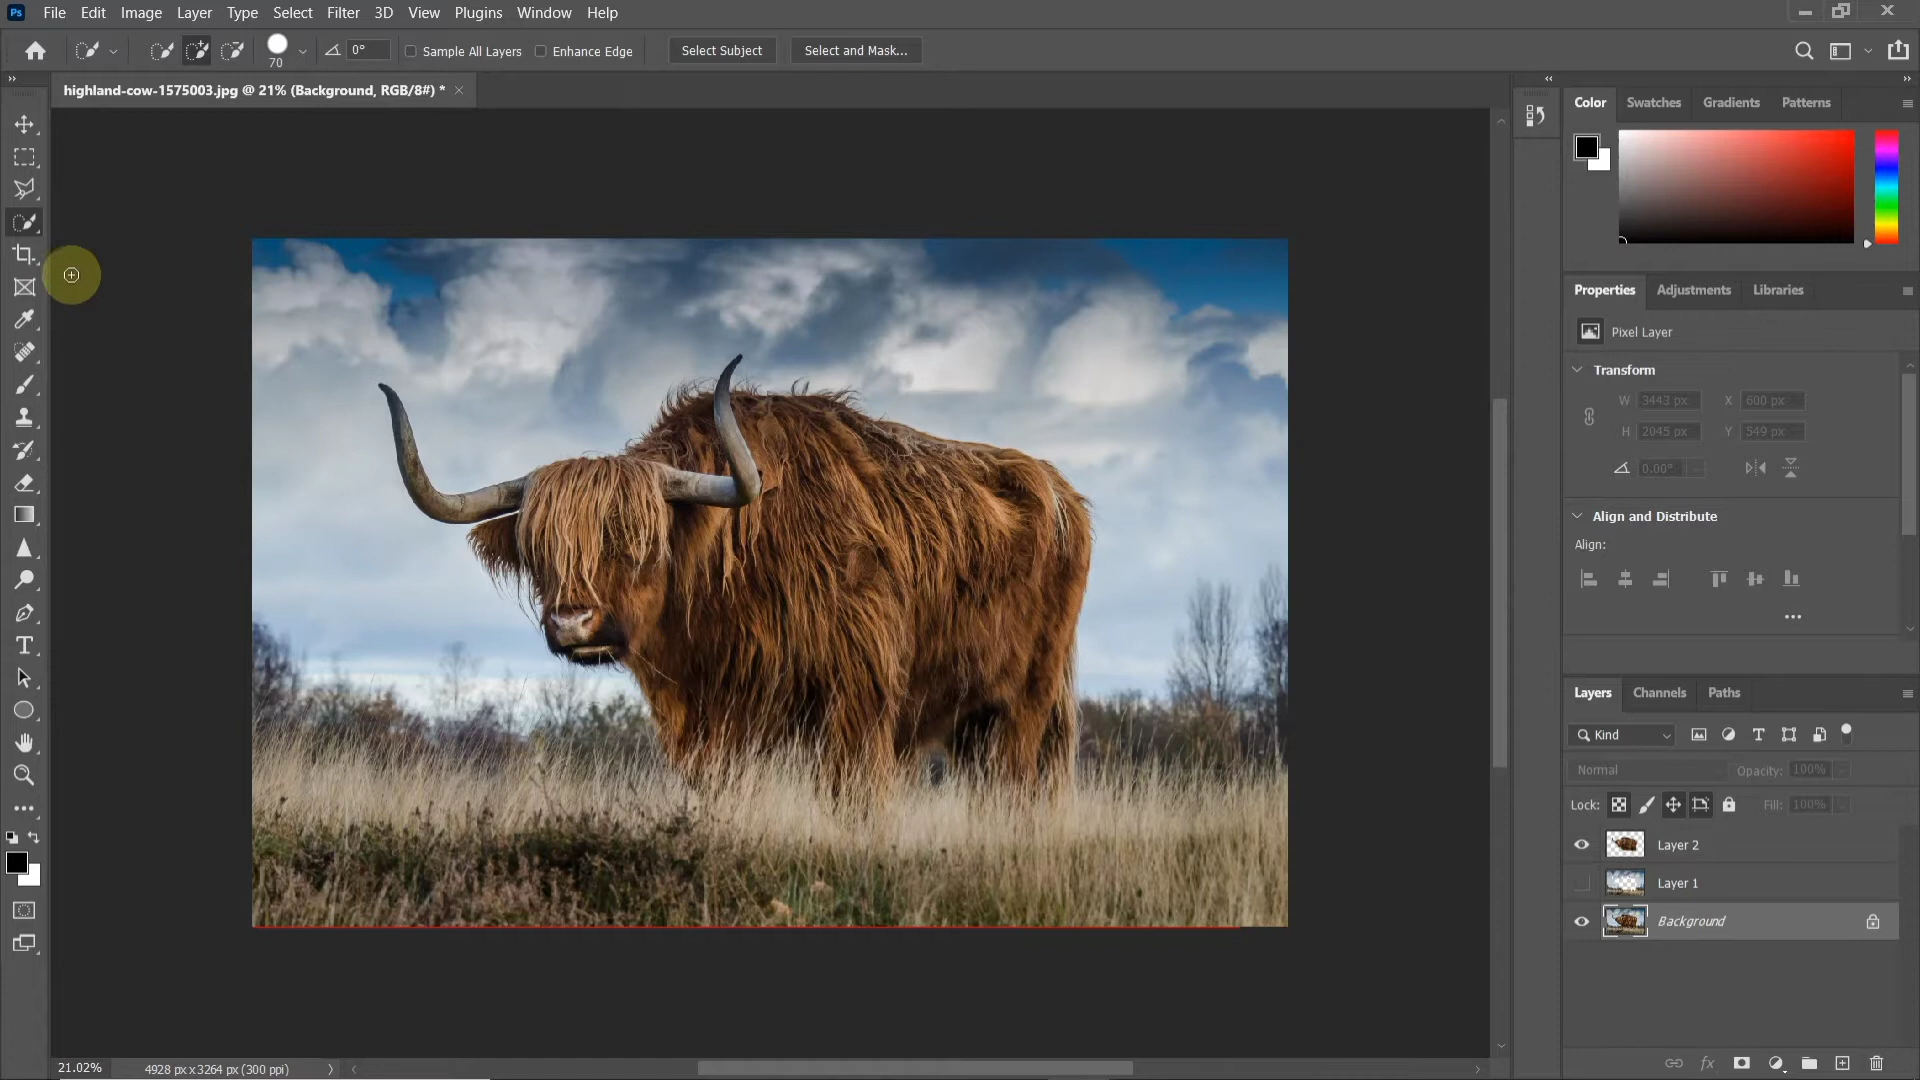 Ps File Edit Image Layer Type Select Filter 3D View Plugins Window Help
70 0° Sample All Layers Enhance Edge Select Subject Select and Mask...
highland-cow-1575003.jpg @ 21% (Background, RGB/8#) *
Color Swatches Gradients Patterns
Properties Adjustments Libraries
Pixel Layer
Transform
W 3443 px X 600 px
H 2045 px Y 549 px
0.00°
Align and Distribute
Align:
Layers Channels Paths
Kind
Normal Opacity: 100%
Lock: Fill: 100%
Layer 2
Layer 1
Background
fx
21.02% 4928 px x 3264 px (300 ppi)